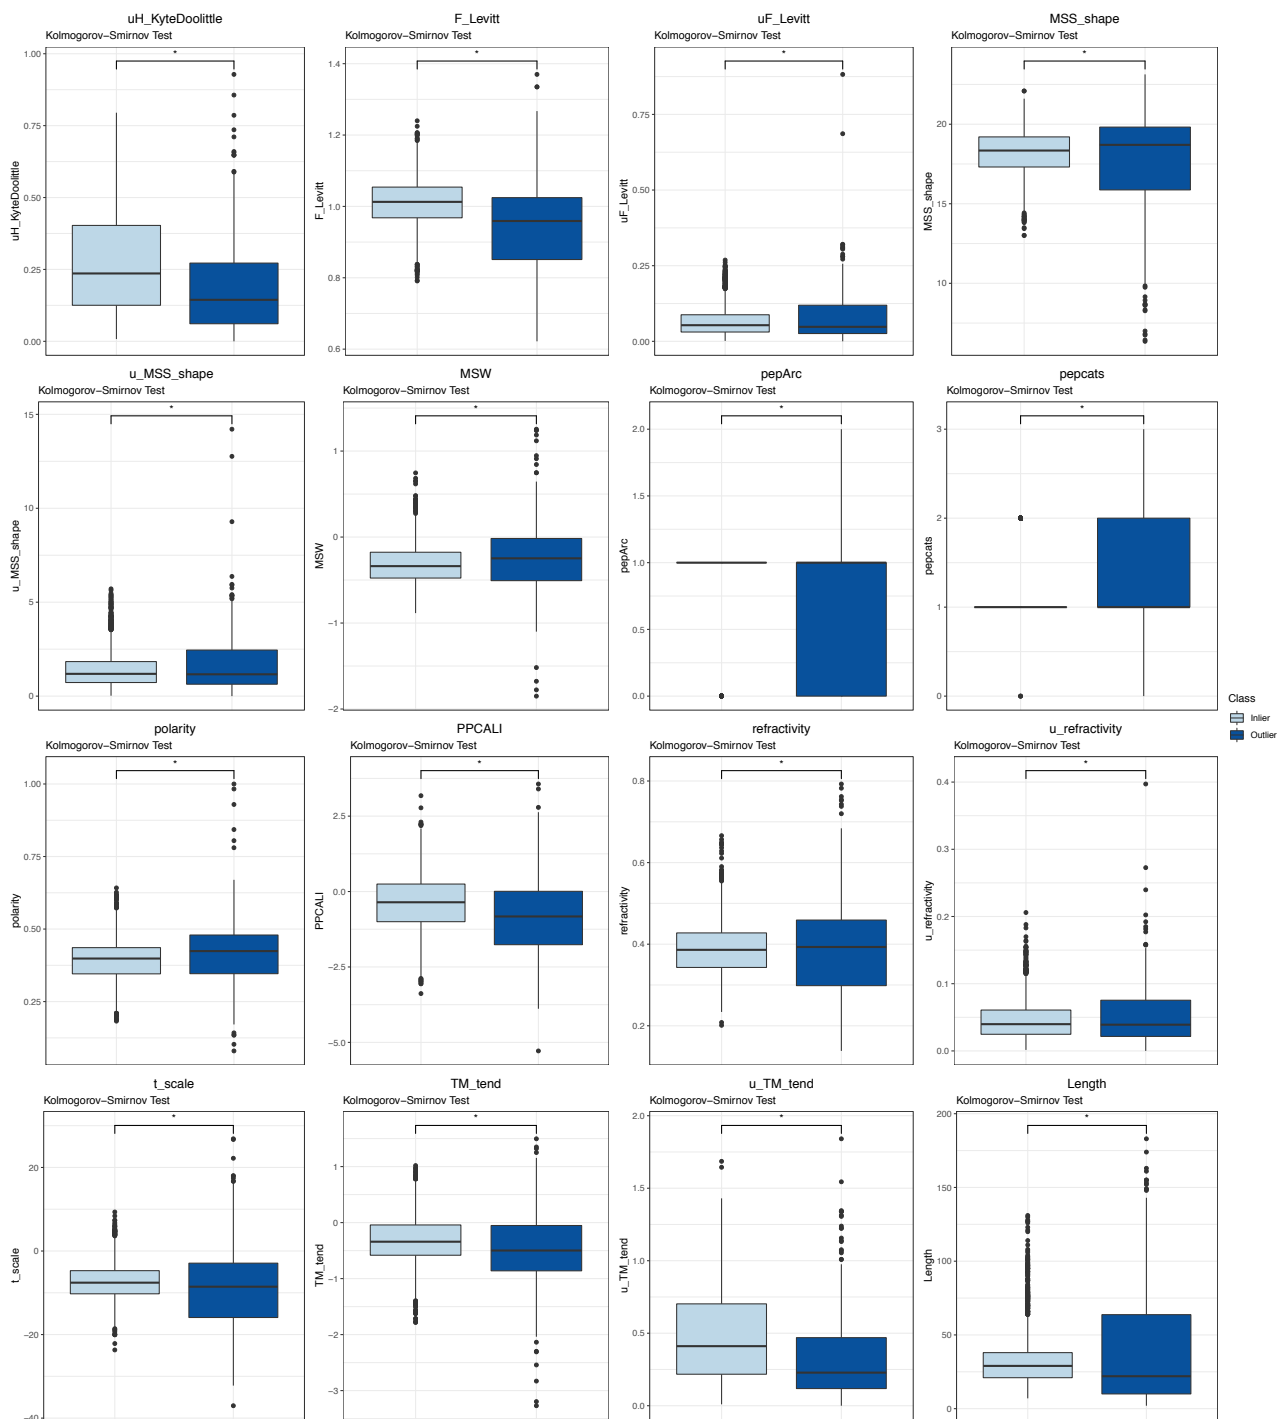 uH_KyteDoolittle
Kolmogorov−Smirnov Test
*
1.00
0.75
0.50
0.25
0.00
uH_KyteDoolittle
F_Levitt
Kolmogorov−Smirnov Test
*
1.4
1.2
1.0
0.8
0.6
F_Levitt
uF_Levitt
Kolmogorov−Smirnov Test
*
0.75
0.50
0.25
0.00
uF_Levitt
MSS_shape
Kolmogorov−Smirnov Test
*
20
15
10
MSS_shape
u_MSS_shape
Kolmogorov−Smirnov Test
*
15
10
5
0
u_MSS_shape
MSW
Kolmogorov−Smirnov Test
*
1
0
−1
−2
MSW
pepArc
Kolmogorov−Smirnov Test
*
2.0
1.5
1.0
0.5
0.0
pepArc
pepcats
Kolmogorov−Smirnov Test
*
3
2
1
0
pepcats
Class
Inlier
Outlier
polarity
Kolmogorov−Smirnov Test
*
1.00
0.75
0.50
0.25
polarity
PPCALI
Kolmogorov−Smirnov Test
*
2.5
0.0
−2.5
−5.0
PPCALI
refractivity
Kolmogorov−Smirnov Test
*
0.8
0.6
0.4
0.2
refractivity
u_refractivity
Kolmogorov−Smirnov Test
*
0.4
0.3
0.2
0.1
0.0
u_refractivity
t_scale
Kolmogorov−Smirnov Test
*
20
0
−20
−40
t_scale
TM_tend
Kolmogorov−Smirnov Test
*
1
0
−1
−2
−3
TM_tend
u_TM_tend
Kolmogorov−Smirnov Test
*
2.0
1.5
1.0
0.5
0.0
u_TM_tend
Length
Kolmogorov−Smirnov Test
*
200
150
100
50
0
Length